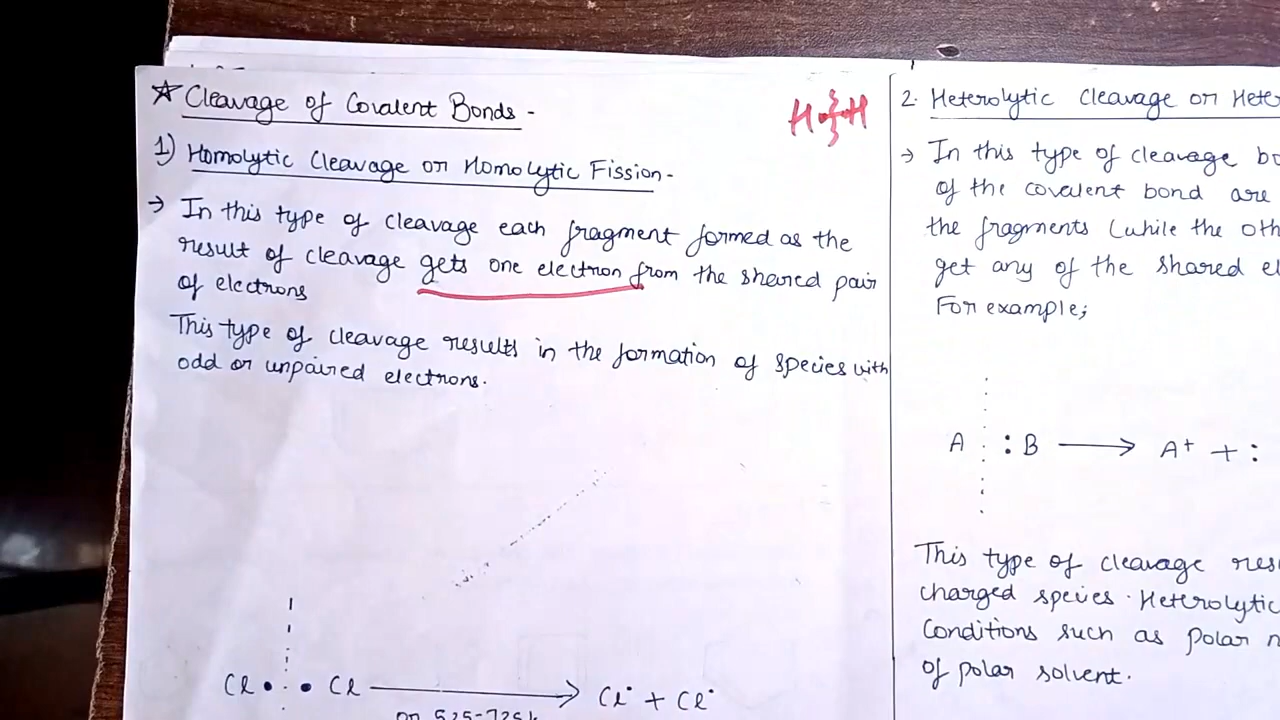 ☆ Cleavage of Covalent Bonds -
H H
1) Homolytic Cleavage or Homolytic Fission -
→ In this type of cleavage each fragment formed as the
result of cleavage gets one electron from the shared pair
of electrons
This type of cleavage results in the formation of species with
odd or unpaired electrons.
Cl • • Cl → Cl• + Cl•
or 525-725k
2. Heterolytic Cleavage or
→ In this type of cleavage
of the covalent bond are
the fragments (while the
get any of the shared
For example;
A :B → A+ + :
This type of cleavage
charged species. Heterolytic
Conditions such as polar
of polar solvent.